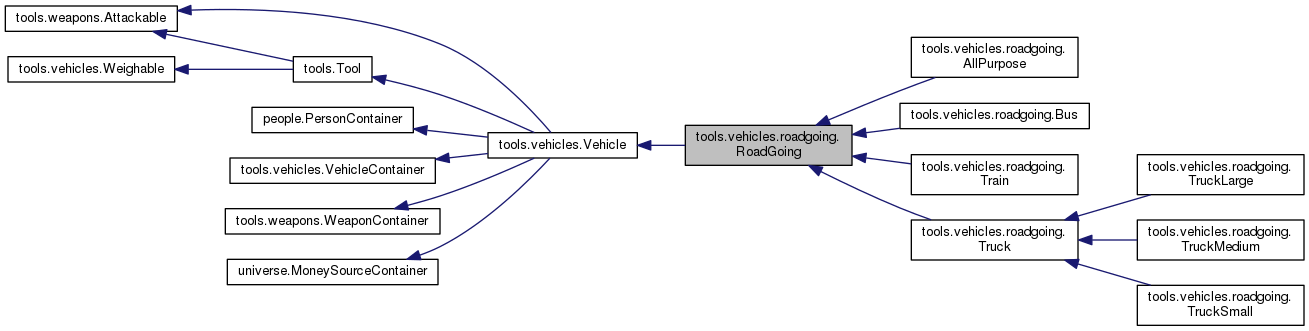 tools.weapons.Attackable
tools.vehicles.Weighable
tools.Tool
people.PersonContainer
tools.vehicles.VehicleContainer
tools.weapons.WeaponContainer
universe.MoneySourceContainer
tools.vehicles.Vehicle
tools.vehicles.roadgoing.
RoadGoing
tools.vehicles.roadgoing.
AllPurpose
tools.vehicles.roadgoing.Bus
tools.vehicles.roadgoing.
Train
tools.vehicles.roadgoing.
Truck
tools.vehicles.roadgoing.
TruckLarge
tools.vehicles.roadgoing.
TruckMedium
tools.vehicles.roadgoing.
TruckSmall